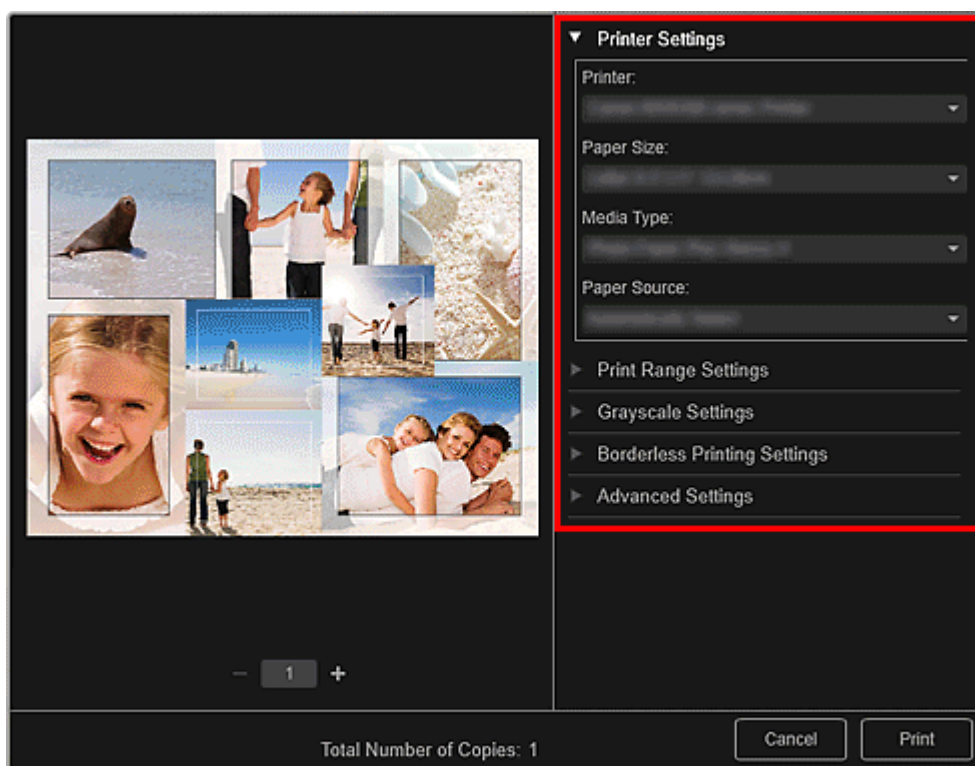 Printer Settings
Printer:
Paper Size:
Media Type:
Paper Source:
Print Range Settings
Grayscale Settings
Borderless Printing Settings
Advanced Settings
1
Total Number of Copies: 1
Cancel
Print